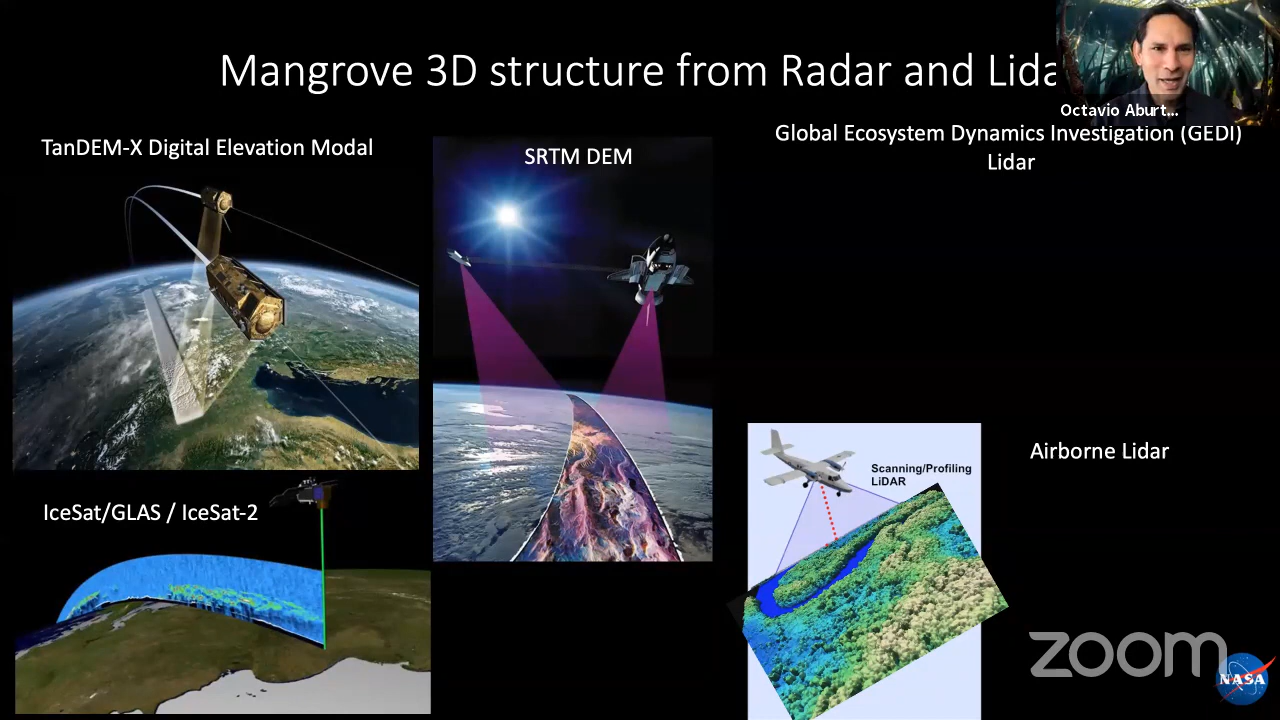 Mangrove 3D structure from Radar and Lida
Octavio Aburt...
TanDEM-X Digital Elevation Modal
SRTM DEM
Global Ecosystem Dynamics Investigation (GEDI)
Lidar
Scanning/Profiling
LiDAR
Airborne Lidar
IceSat/GLAS / IceSat-2
zoom
NASA